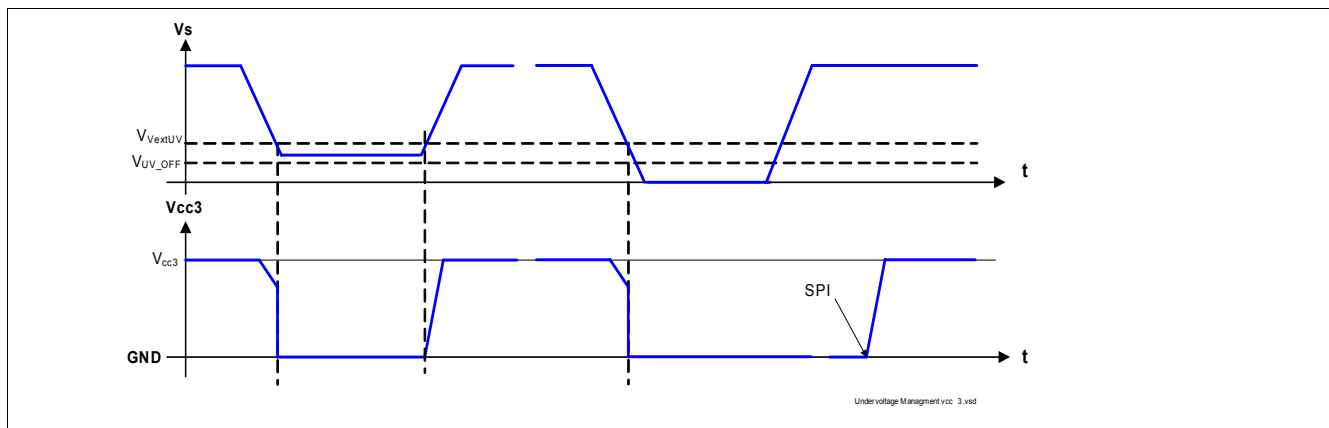 Vs
VVextUV
VUV_OFF
t
Vcc3
Vcc3
SPI
GND
t
Undervoltage Managment vcc 3.vsd